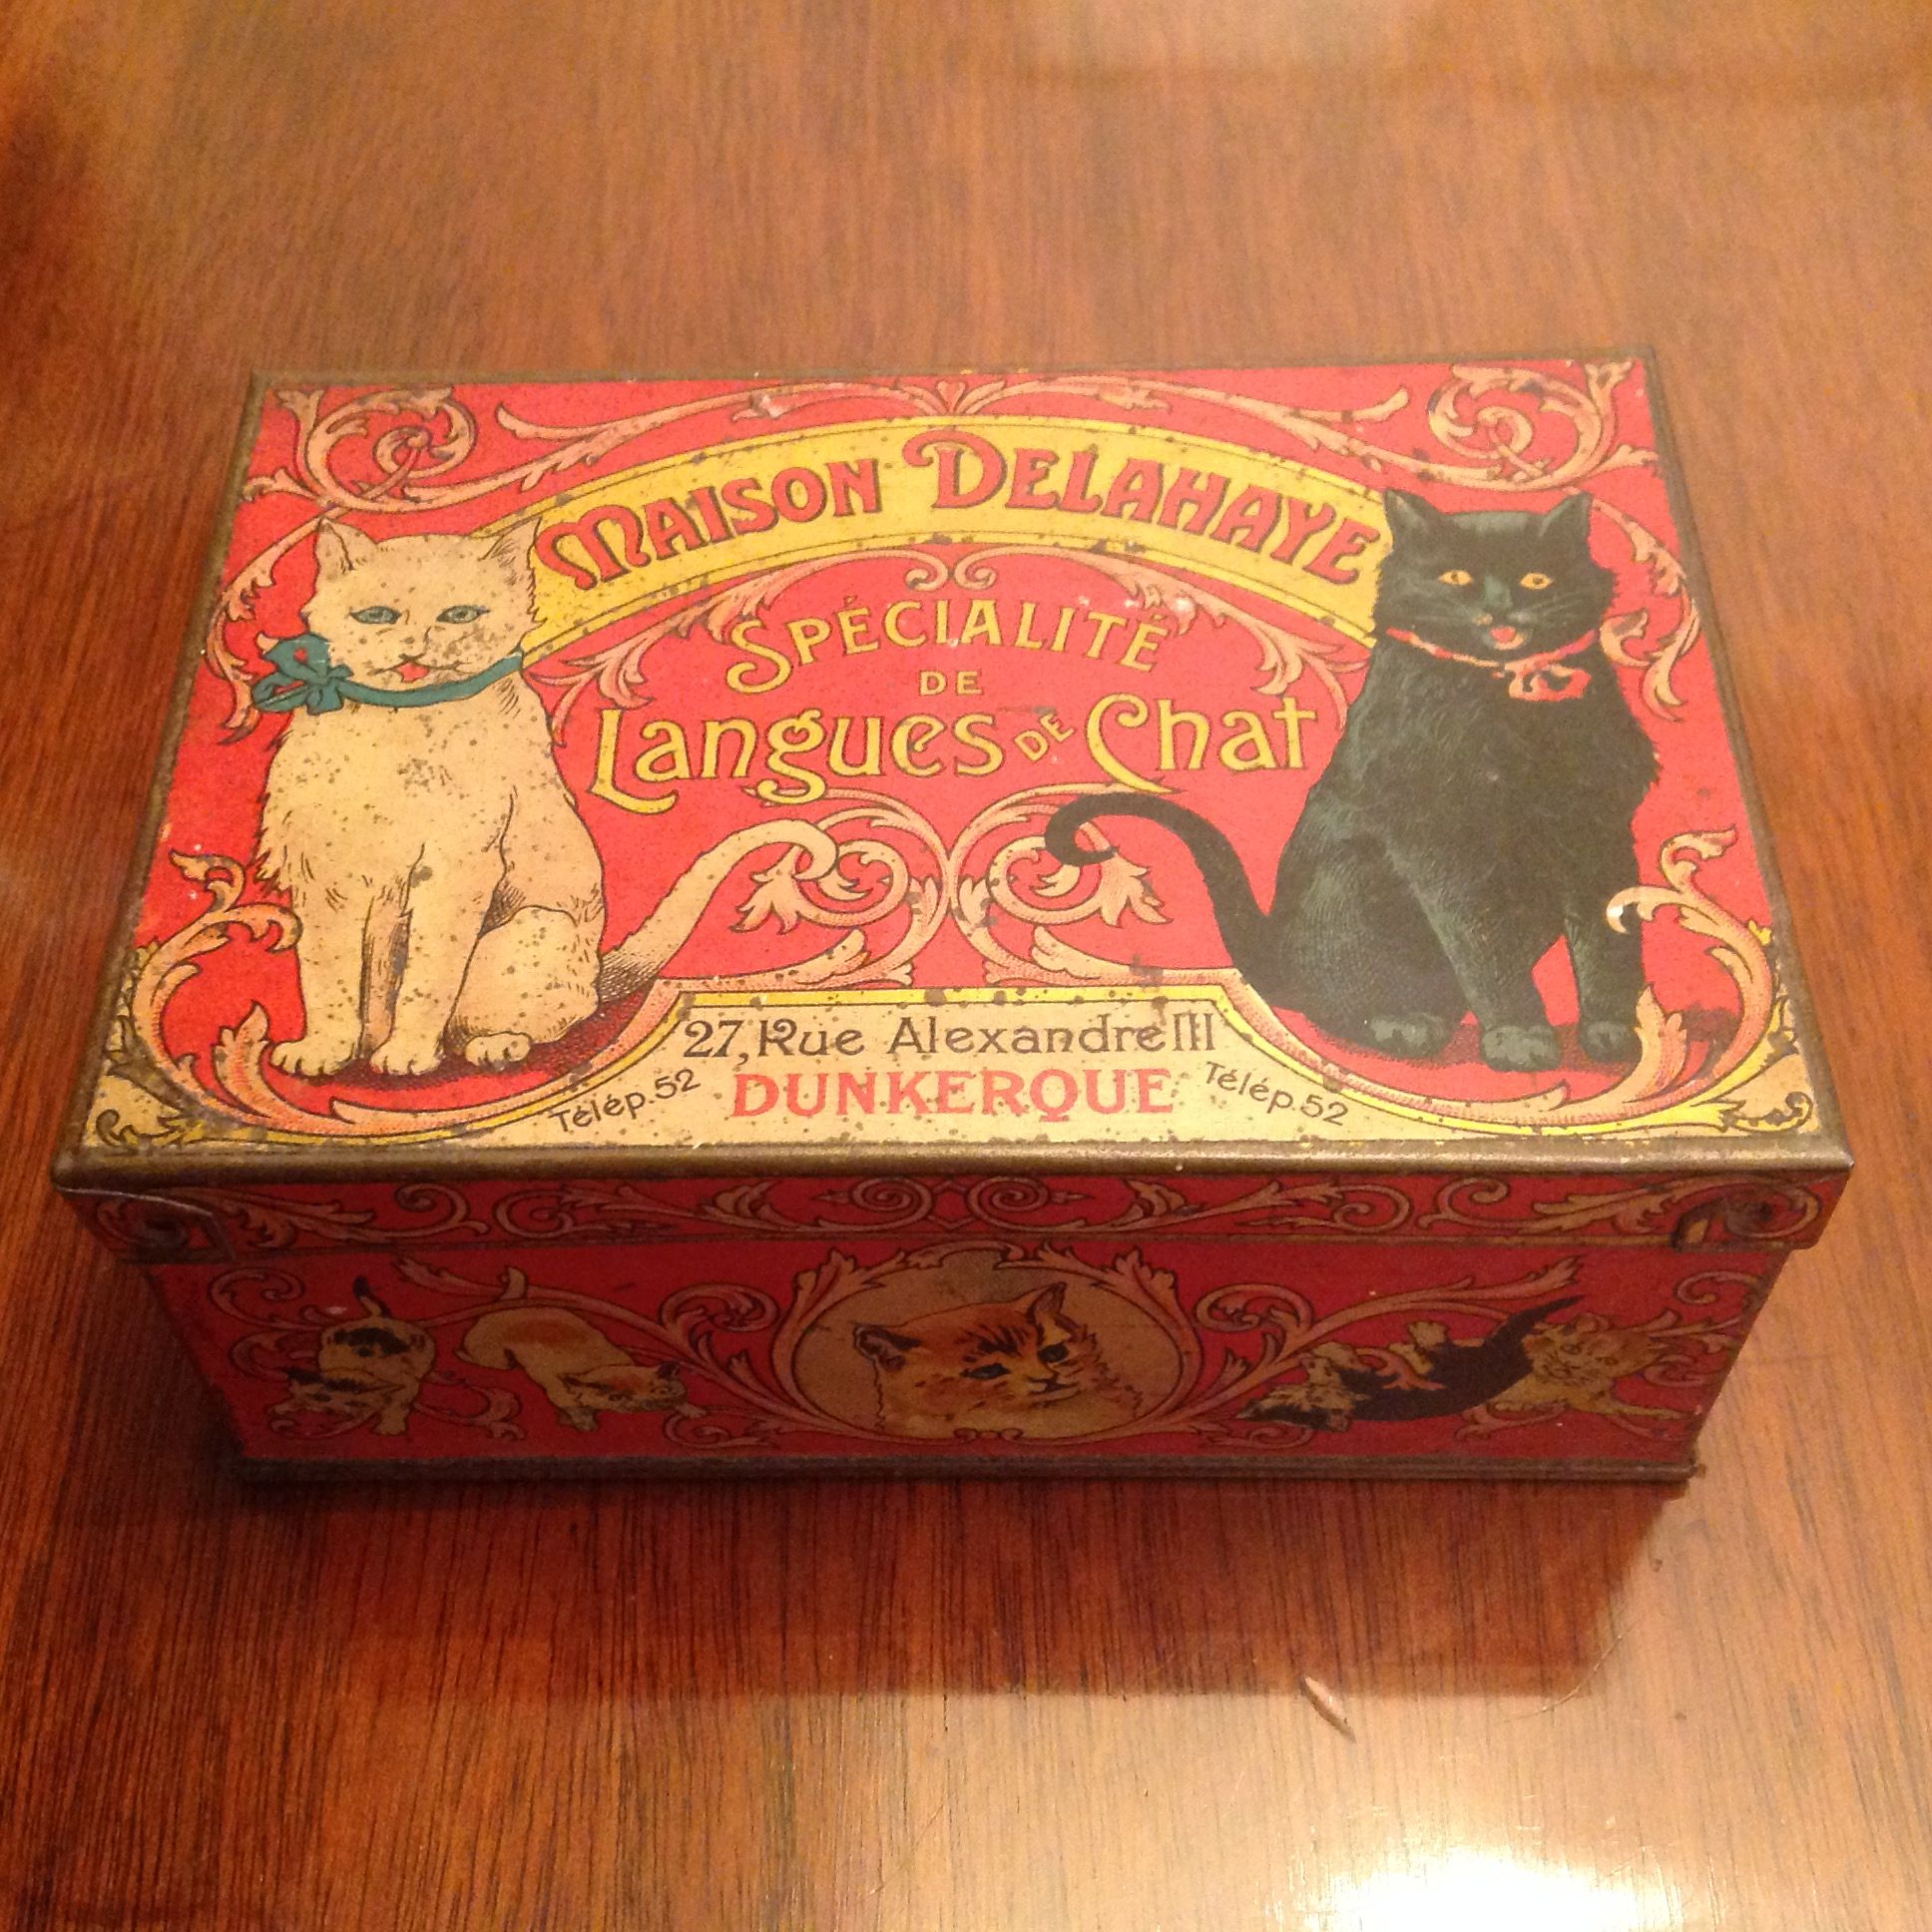 MAISON DELAHAYE
SPÉCIALITÉ
DE
Langues DE Chat
27, Rue Alexandre III
Télép. 52 DUNKERQUE Télép. 52